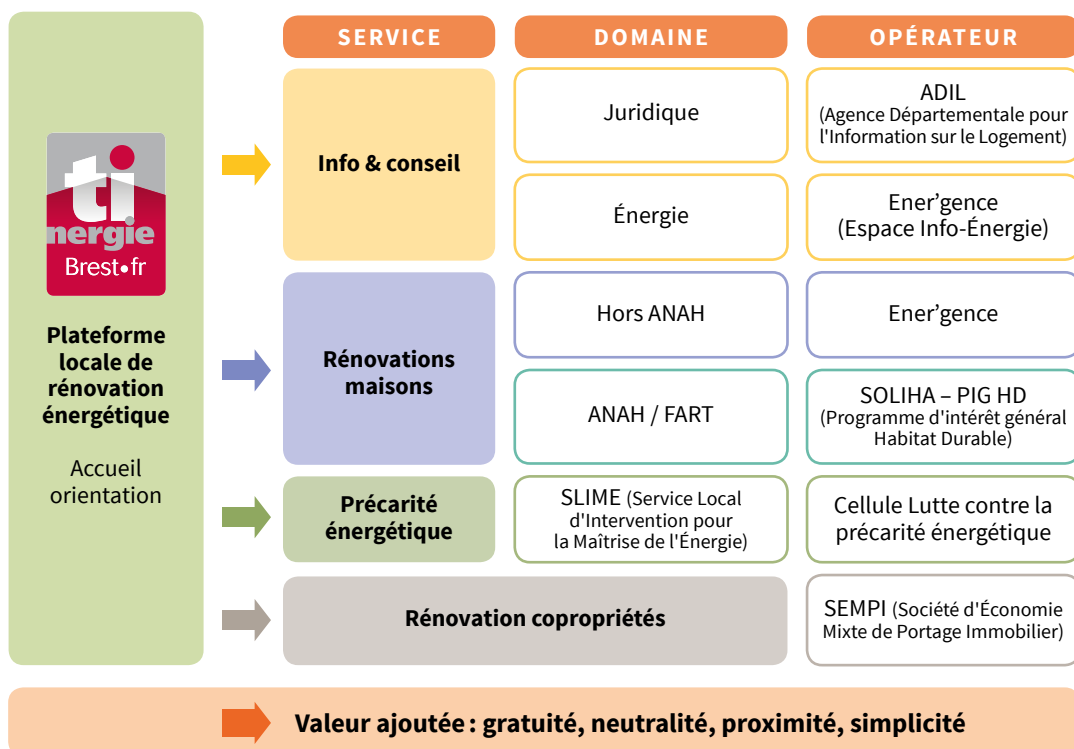 ti
nergie
Brest•fr
Plateforme
locale de
rénovation
énergétique
Accueil
orientation
SERVICE
DOMAINE
OPÉRATEUR
Info & conseil
Juridique
ADIL
(Agence Départementale pour
l'Information sur le Logement)
Énergie
Ener’gence
(Espace Info-Énergie)
Rénovations
maisons
Hors ANAH
Ener’gence
ANAH / FART
SOLIHA – PIG HD
(Programme d'intérêt général
Habitat Durable)
Précarité
énergétique
SLIME (Service Local
d'Intervention pour
la Maîtrise de l'Énergie)
Cellule Lutte contre la
précarité énergétique
Rénovation copropriétés
SEMPI (Société d'Économie
Mixte de Portage Immobilier)
Valeur ajoutée : gratuité, neutralité, proximité, simplicité